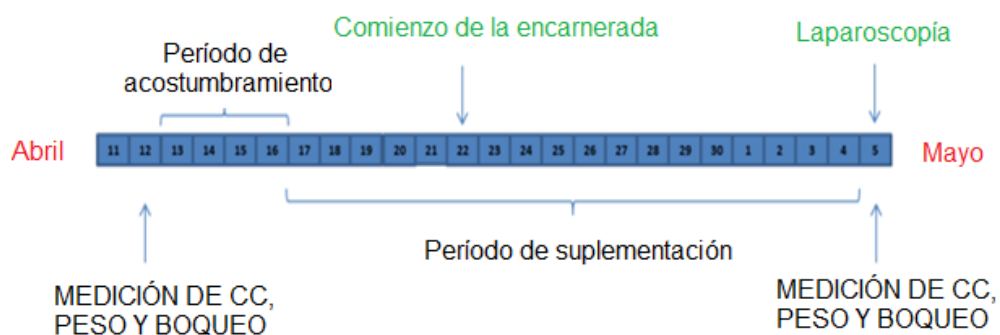 Comienzo de la encarnerada
Laparoscopía
Período de
acostumbramiento
Abril
11 12 13 14 15 16 17 18 19 20 21 22 23 24 25 26 27 28 29 30 1 2 3 4 5
Mayo
Período de suplementación
MEDICIÓN DE CC,
PESO Y BOQUEO
MEDICIÓN DE CC,
PESO Y BOQUEO